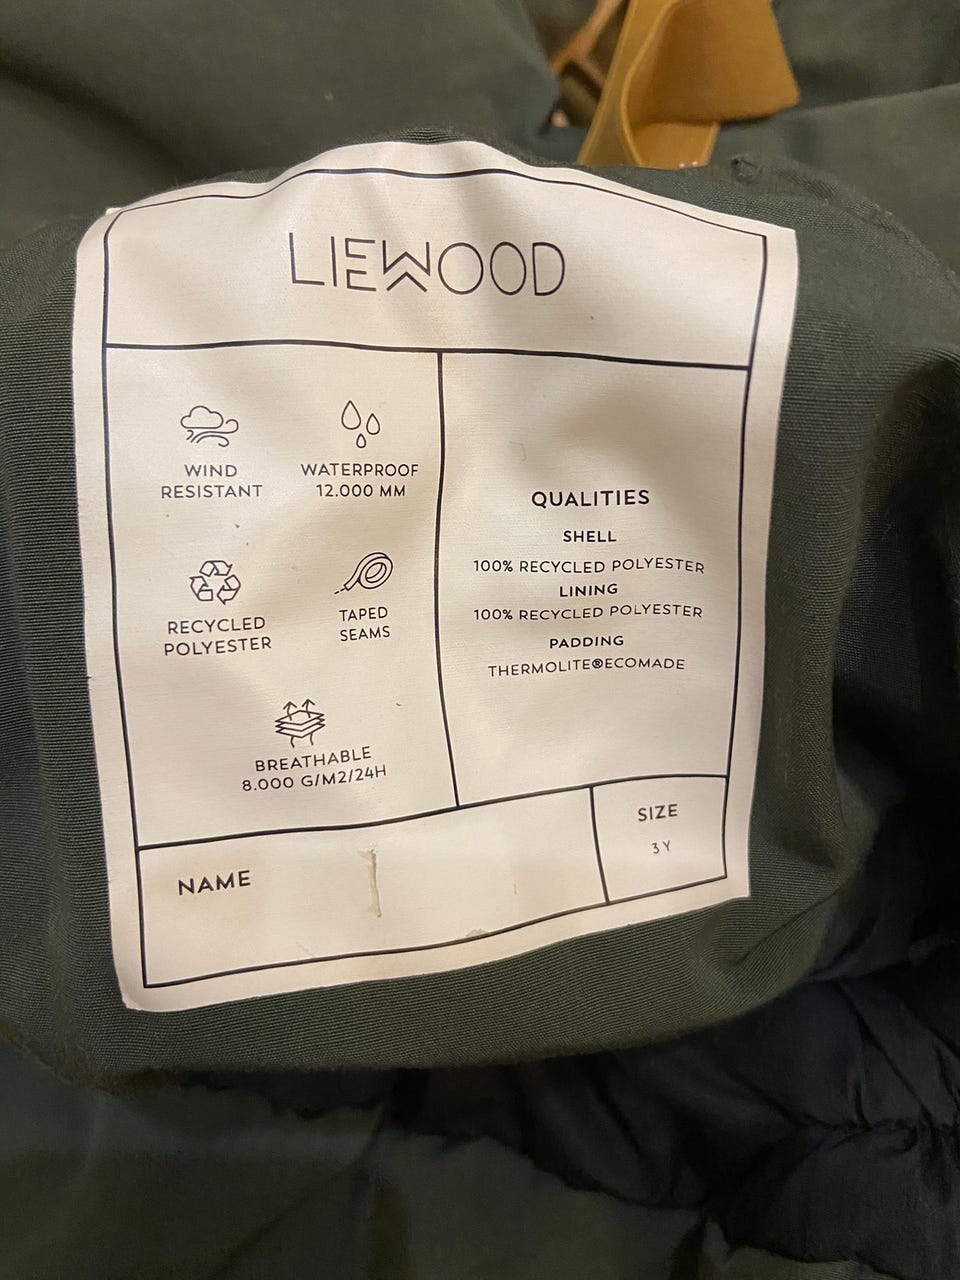 LIEWOOD
WIND
RESISTANT
WATERPROOF
12.000 MM
RECYCLED
POLYESTER
TAPED
SEAMS
BREATHABLE
8.000 G/M2/24H
QUALITIES
SHELL
100% RECYCLED POLYESTER
LINING
100% RECYCLED POLYESTER
PADDING
THERMOLITE®ECOMADE
NAME
SIZE
3Y